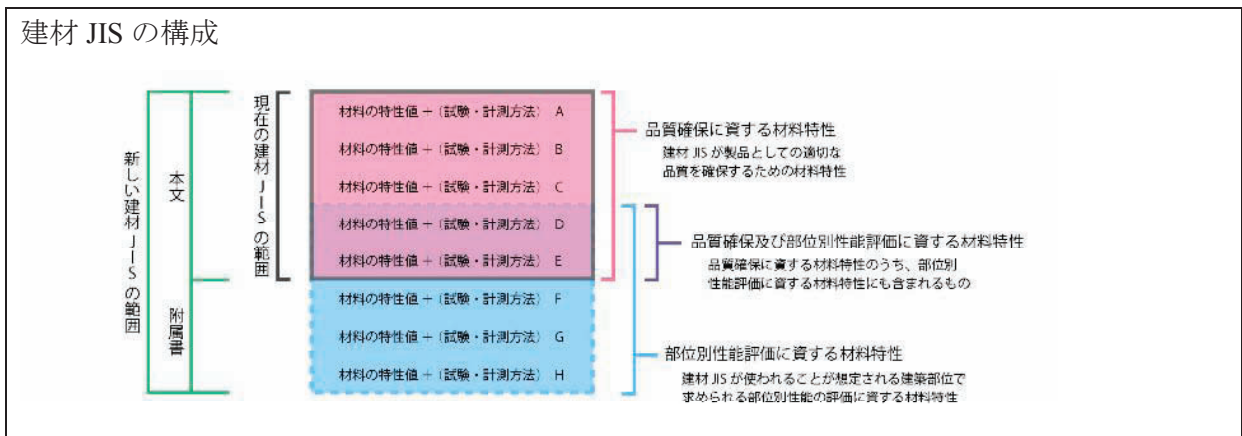 建材 JIS の構成
新しい建材JISの範囲
本文
附属書
現在の建材JISの範囲
材料の特性値 + (試験・計測方法) A
材料の特性値 + (試験・計測方法) B
材料の特性値 + (試験・計測方法) C
材料の特性値 + (試験・計測方法) D
材料の特性値 + (試験・計測方法) E
材料の特性値 + (試験・計測方法) F
材料の特性値 + (試験・計測方法) G
材料の特性値 + (試験・計測方法) H
品質確保に資する材料特性
建材 JIS が製品としての適切な
品質を確保するための材料特性
品質確保及び部位別性能評価に資する材料特性
品質確保に資する材料特性のうち、部位別
性能評価に資する材料特性にも含まれるもの
部位別性能評価に資する材料特性
建材 JIS が使われることが想定される建築部位で
求められる部位別性能の評価に資する材料特性